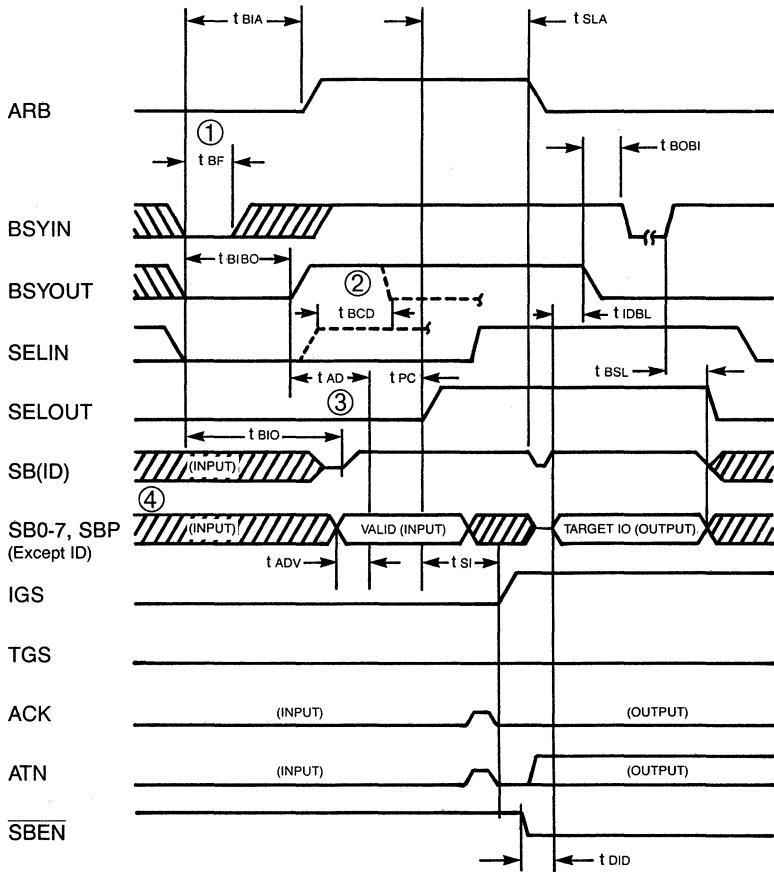 t BIA
t SLA
ARB
①
t BF
t BOBI
BSYIN
t BIBO
②
BSYOUT
t BCD
t IDBL
SELIN
t AD
t PC
t BSL
③
SELOUT
t BIO
SB(ID)
(INPUT)
④
SB0-7, SBP
(INPUT)
VALID (INPUT)
TARGET IO (OUTPUT)
(Except ID)
t ADV
t SI
IGS
TGS
ACK
(INPUT)
(OUTPUT)
ATN
(INPUT)
(OUTPUT)
SBEN
t DID